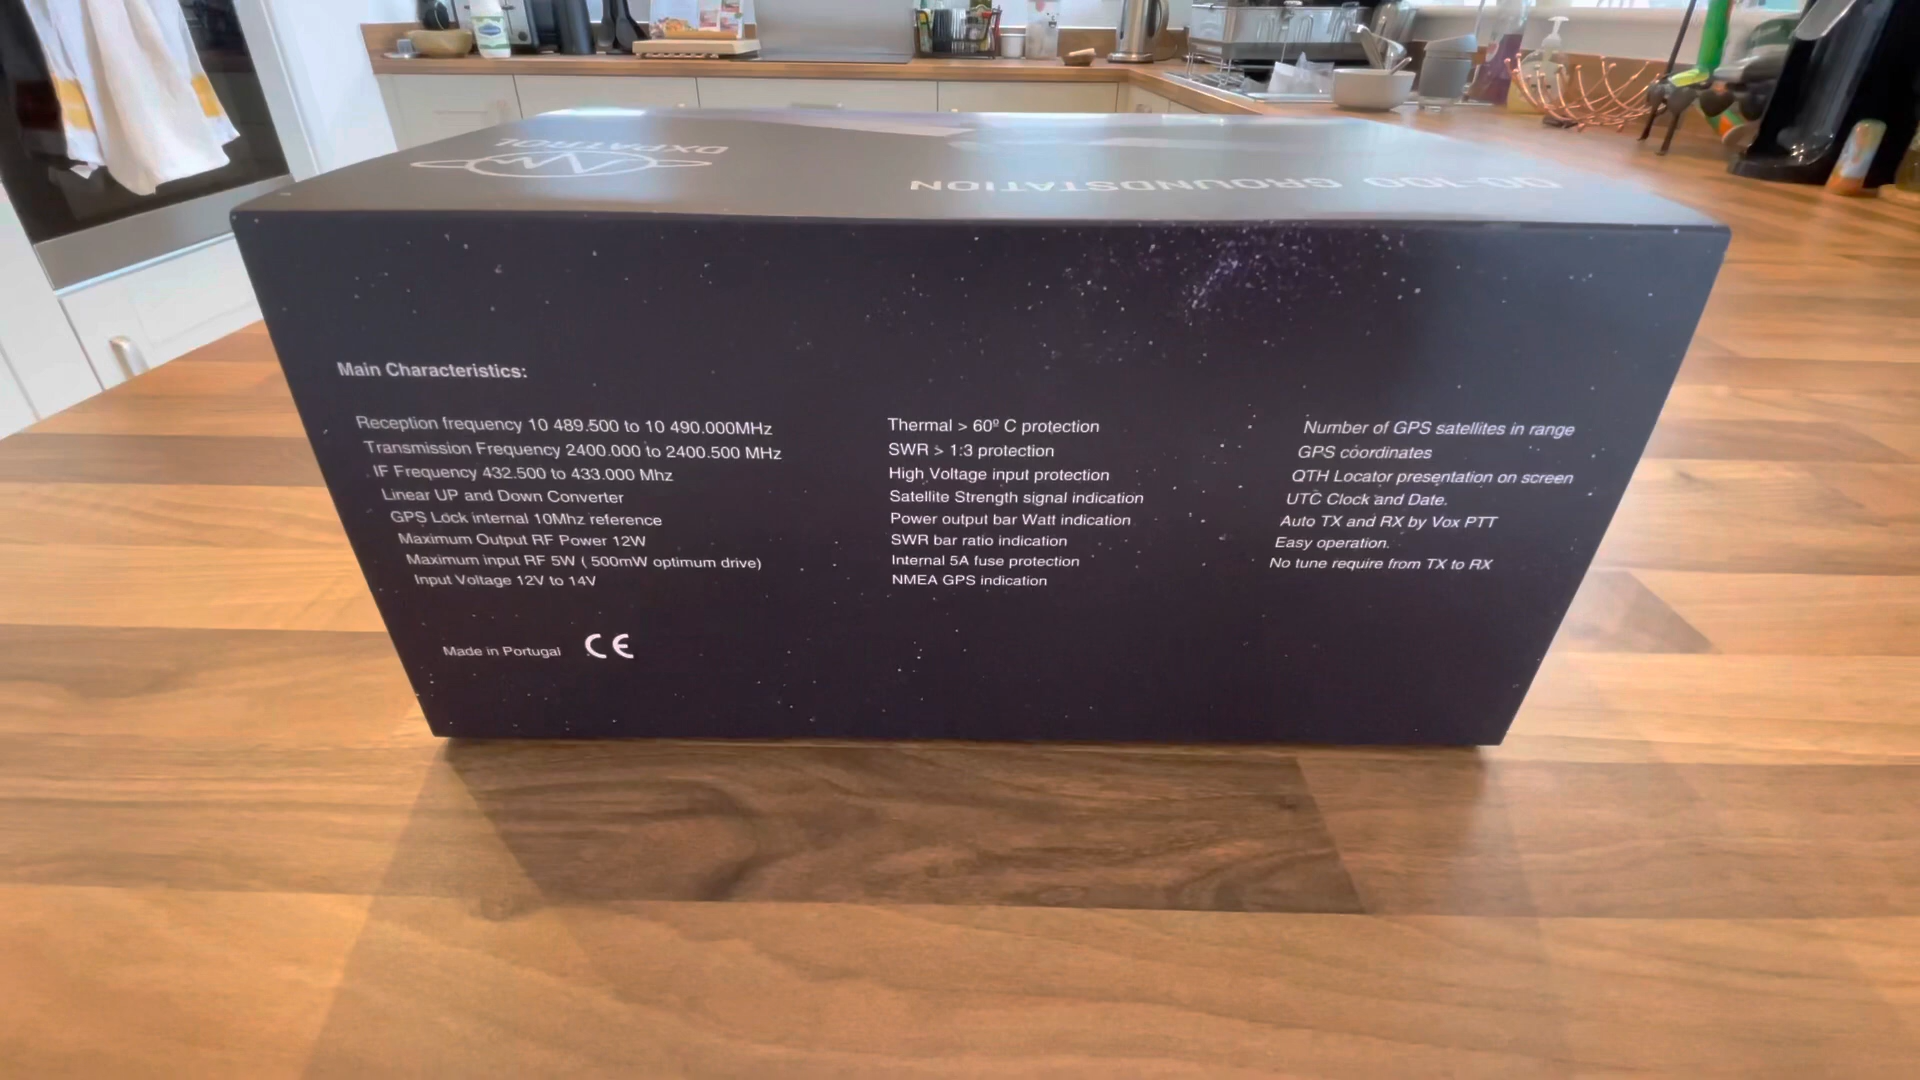 DXPATROL
QO-100 GROUNDSTATION
Main Characteristics:
Reception frequency 10 489.500 to 10 490.000MHz
Transmission Frequency 2400.000 to 2400.500 MHz
IF Frequency 432.500 to 433.000 Mhz
Linear UP and Down Converter
GPS Lock internal 10Mhz reference
Maximum Output RF Power 12W
Maximum input RF 5W ( 500mW optimum drive)
Input Voltage 12V to 14V
Made in Portugal CE
Thermal > 60º C protection
SWR > 1:3 protection
High Voltage input protection
Satellite Strength signal indication
Power output bar Watt indication
SWR bar ratio indication
Internal 5A fuse protection
NMEA GPS indication
Number of GPS satellites in range
GPS coordinates
QTH Locator presentation on screen
UTC Clock and Date.
Auto TX and RX by Vox PTT
Easy operation.
No tune require from TX to RX